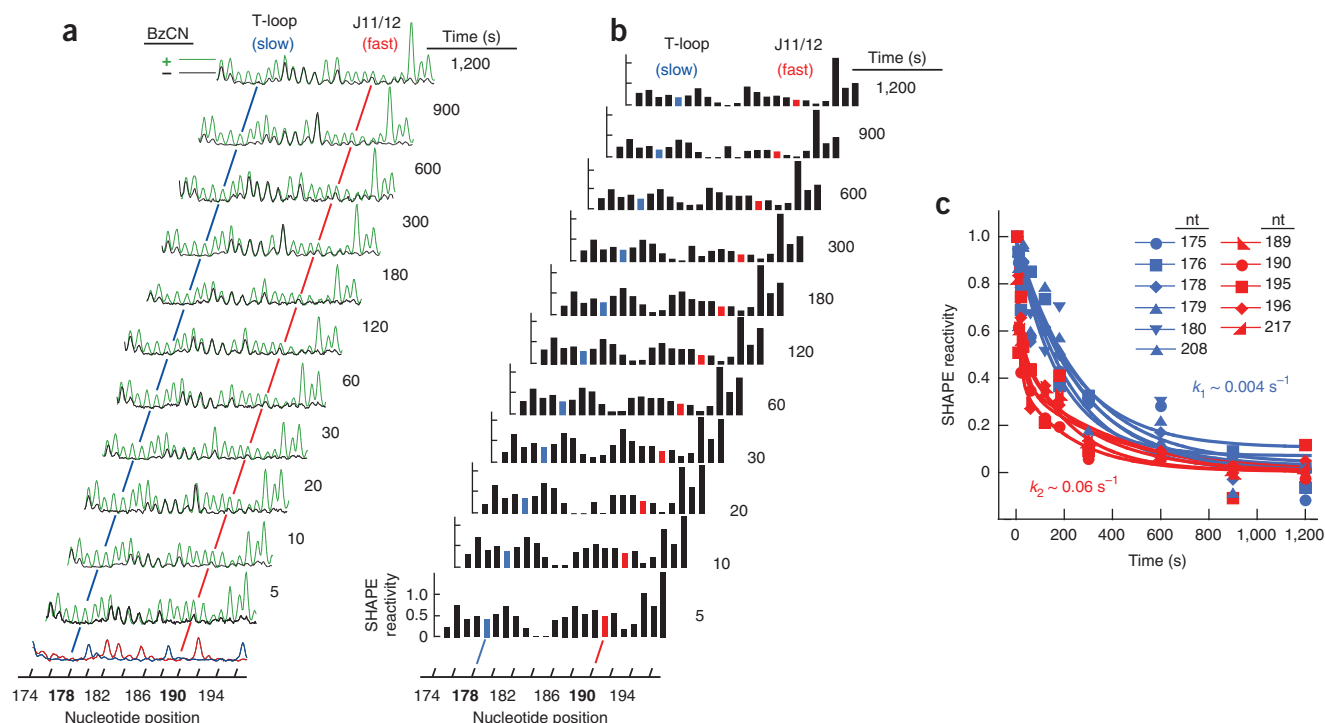 a
BzCN
+
−
T-loop
(slow)
J11/12
(fast)
Time (s)
1,200
900
600
300
180
120
60
30
20
10
5
174 178 182 186 190 194
Nucleotide position
b
T-loop
(slow)
J11/12
(fast)
Time (s)
1,200
900
600
300
180
120
60
30
20
10
5
SHAPE
reactivity
1.0
0.5
0
174 178 182 186 190 194
Nucleotide position
c
nt nt
175 189
176 190
178 195
179 196
180 217
208
k₁ ~ 0.004 s⁻¹
k₂ ~ 0.06 s⁻¹
SHAPE reactivity
1.0
0.8
0.6
0.4
0.2
0
0 200 400 600 800 1,000 1,200
Time (s)